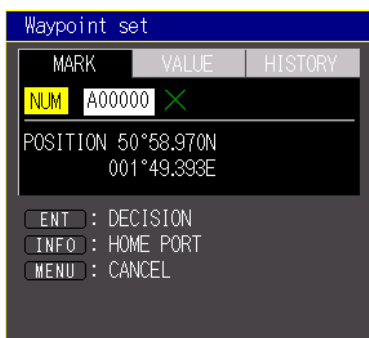 Waypoint set
MARK VALUE HISTORY
NUM A00000
POSITION 50°58.970N
001°49.393E
ENT : DECISION
INFO : HOME PORT
MENU : CANCEL